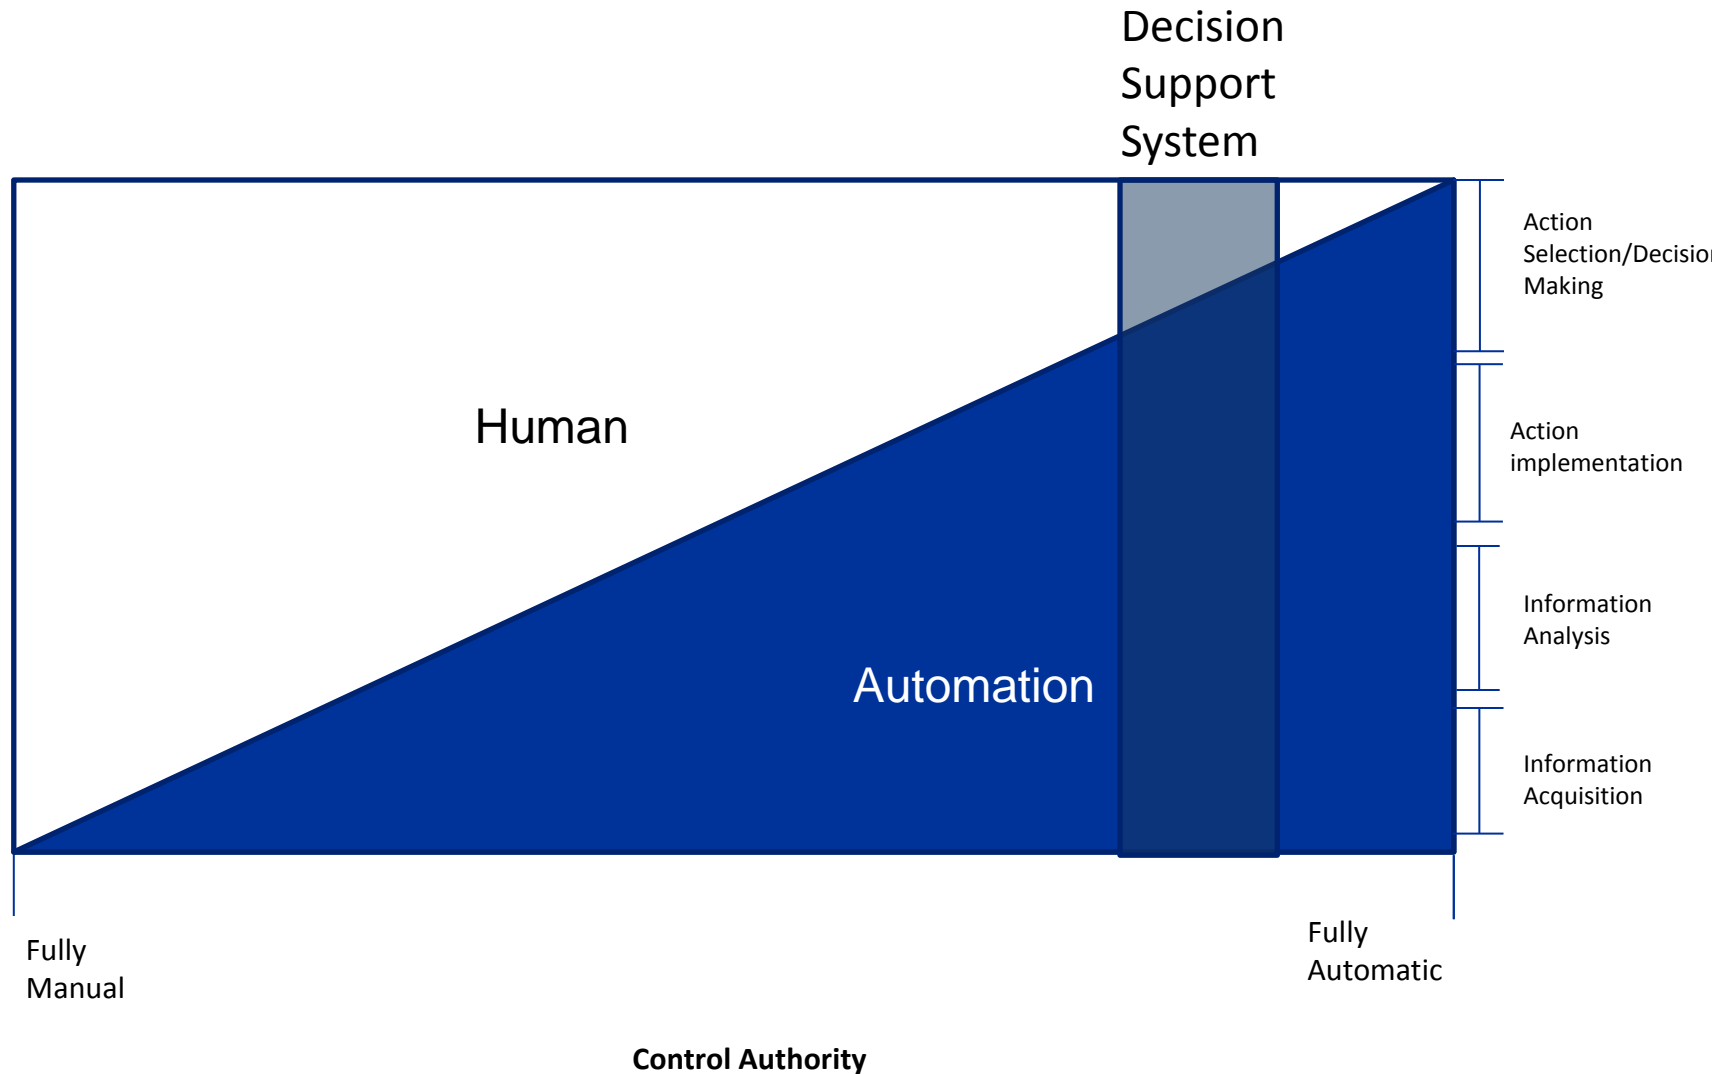 Decision
Support
System
Action
Selection/Decision
Making
Human
Action
implementation
Information
Analysis
Automation
Information
Acquisition
Fully
Manual
Fully
Automatic
Control Authority